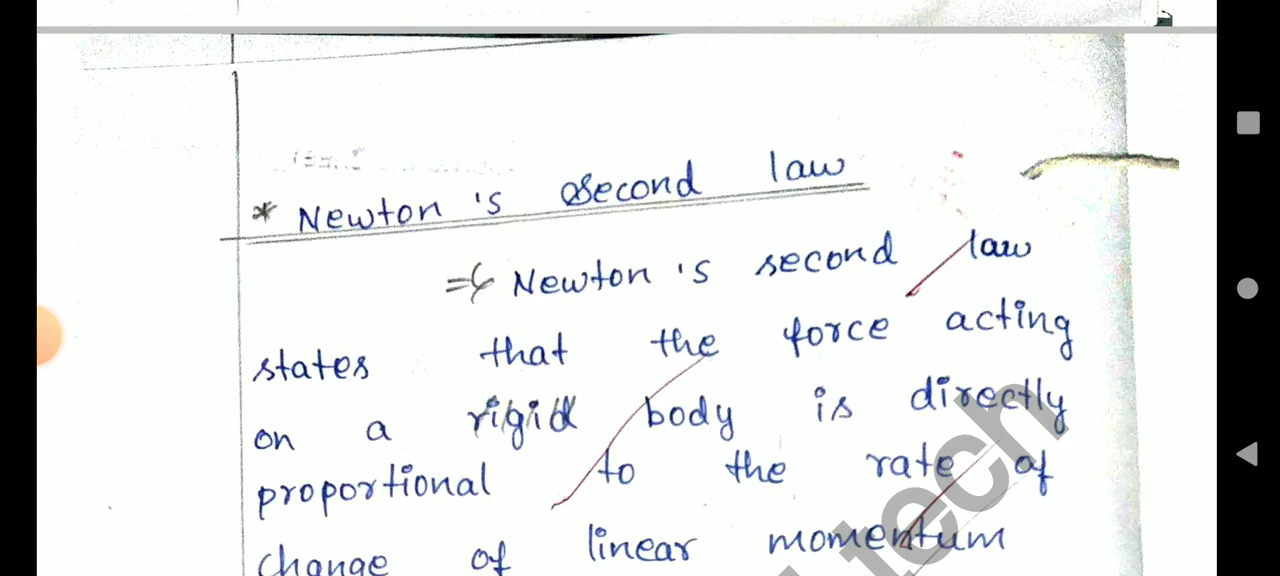 * Newton's second law
=> Newton's second law
states that the force acting
on a rigid body is directly
proportional to the rate of
change of linear momentum
tech